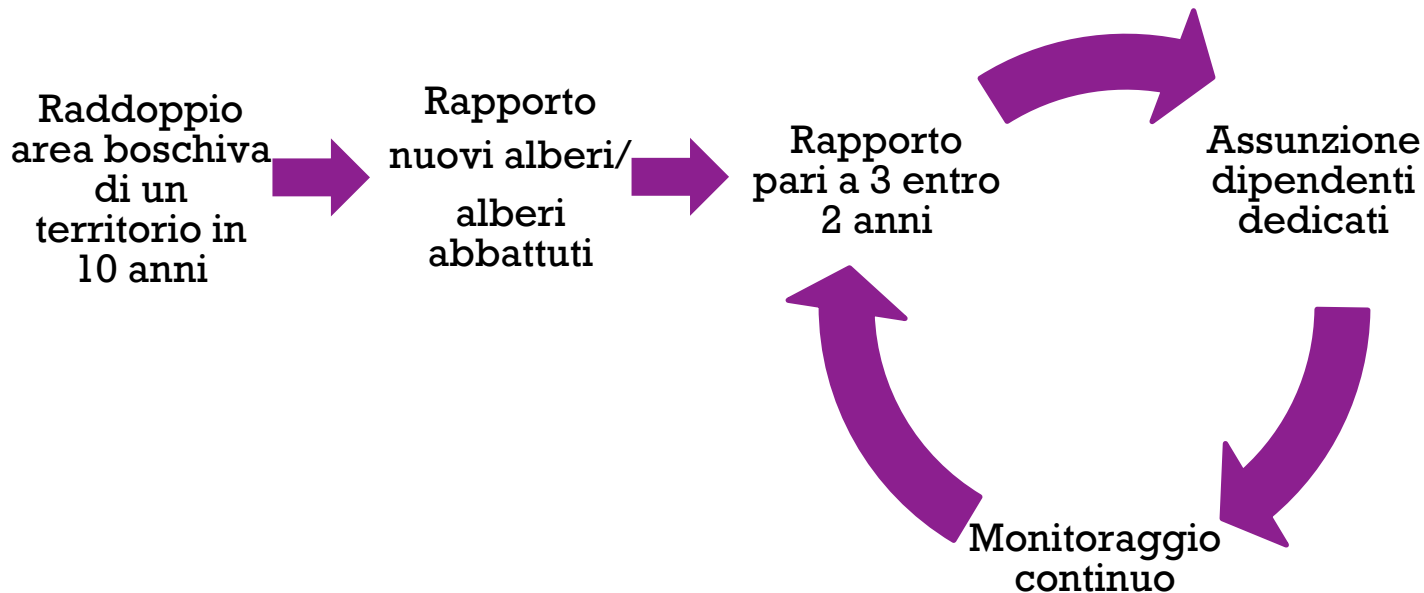 Raddoppio
area boschiva
di un
territorio in
10 anni
Rapporto
nuovi alberi/
alberi
abbattuti
Rapporto
pari a 3 entro
2 anni
Assunzione
dipendenti
dedicati
Monitoraggio
continuo